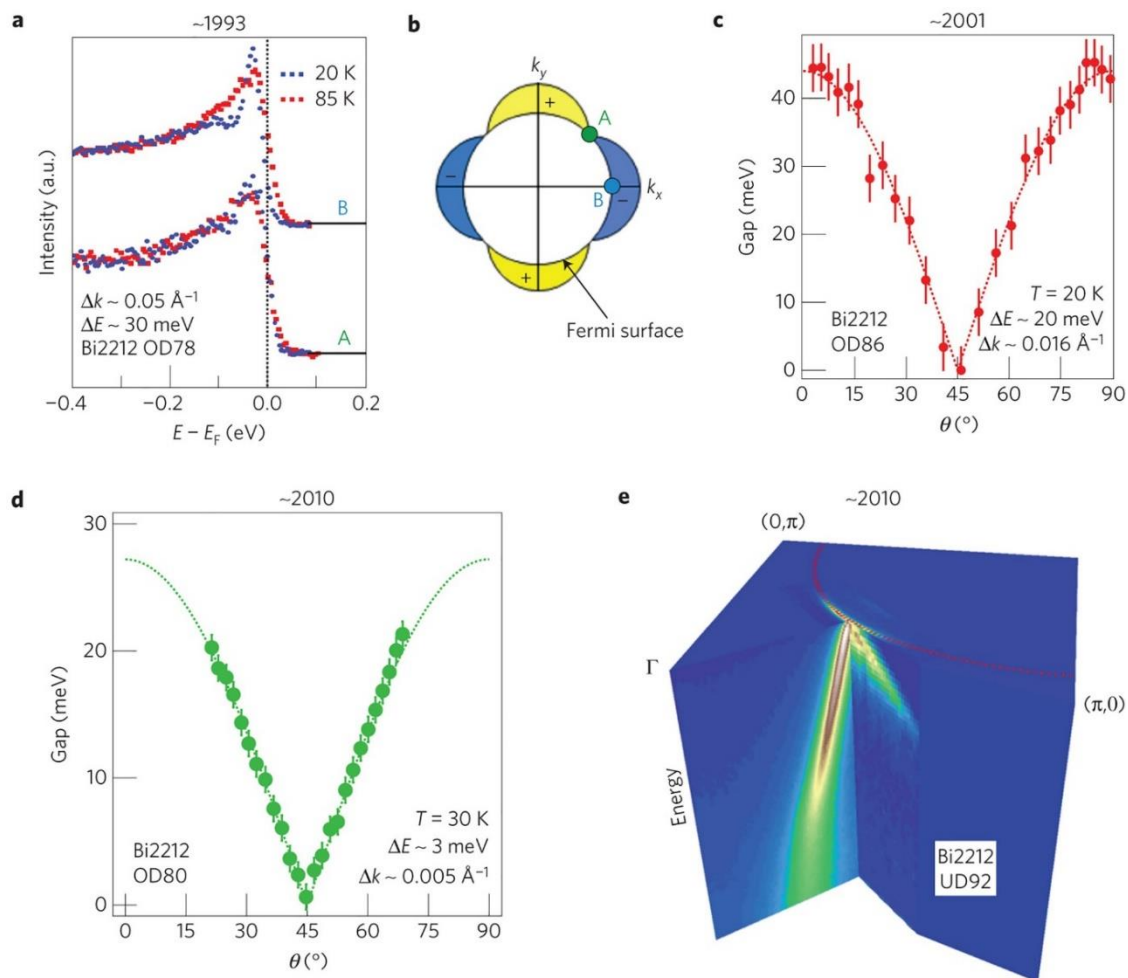 a
~1993
20 K
85 K
B
Δk ~ 0.05 Å⁻¹
ΔE ~ 30 meV
Bi2212 OD78
A
Intensity (a.u.)
−0.4
−0.2
0.0
0.2
E − E_F (eV)
b
k_y
+
A
−
B
−
k_x
+
Fermi surface
c
~2001
Gap (meV)
40
30
20
10
0
Bi2212
OD86
T = 20 K
ΔE ~ 20 meV
Δk ~ 0.016 Å⁻¹
0
15
30
45
60
75
90
θ (°)
d
~2010
Gap (meV)
30
20
10
0
Bi2212
OD80
T = 30 K
ΔE ~ 3 meV
Δk ~ 0.005 Å⁻¹
0
15
30
45
60
75
90
θ (°)
e
~2010
(0,π)
Γ
(π,0)
Energy
Bi2212
UD92